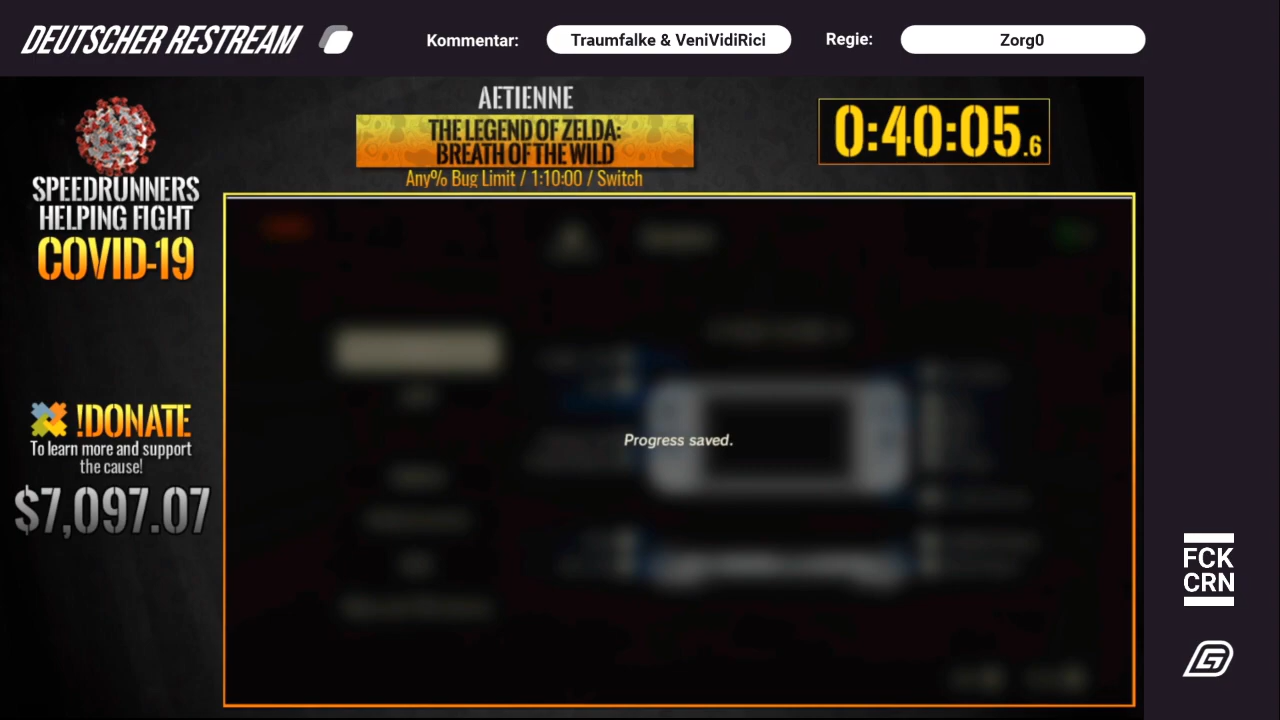 DEUTSCHER RESTREAM
Kommentar:
Traumfalke & VeniVidiRici
Regie:
Zorg0
AETIENNE
THE LEGEND OF ZELDA:
BREATH OF THE WILD
Any% Bug Limit / 1:10:00 / Switch
0:40:05.6
SPEEDRUNNERS
HELPING FIGHT
COVID-19
!DONATE
To learn more and support
the cause!
$7,097.07
Progress saved.
FCK
CRN